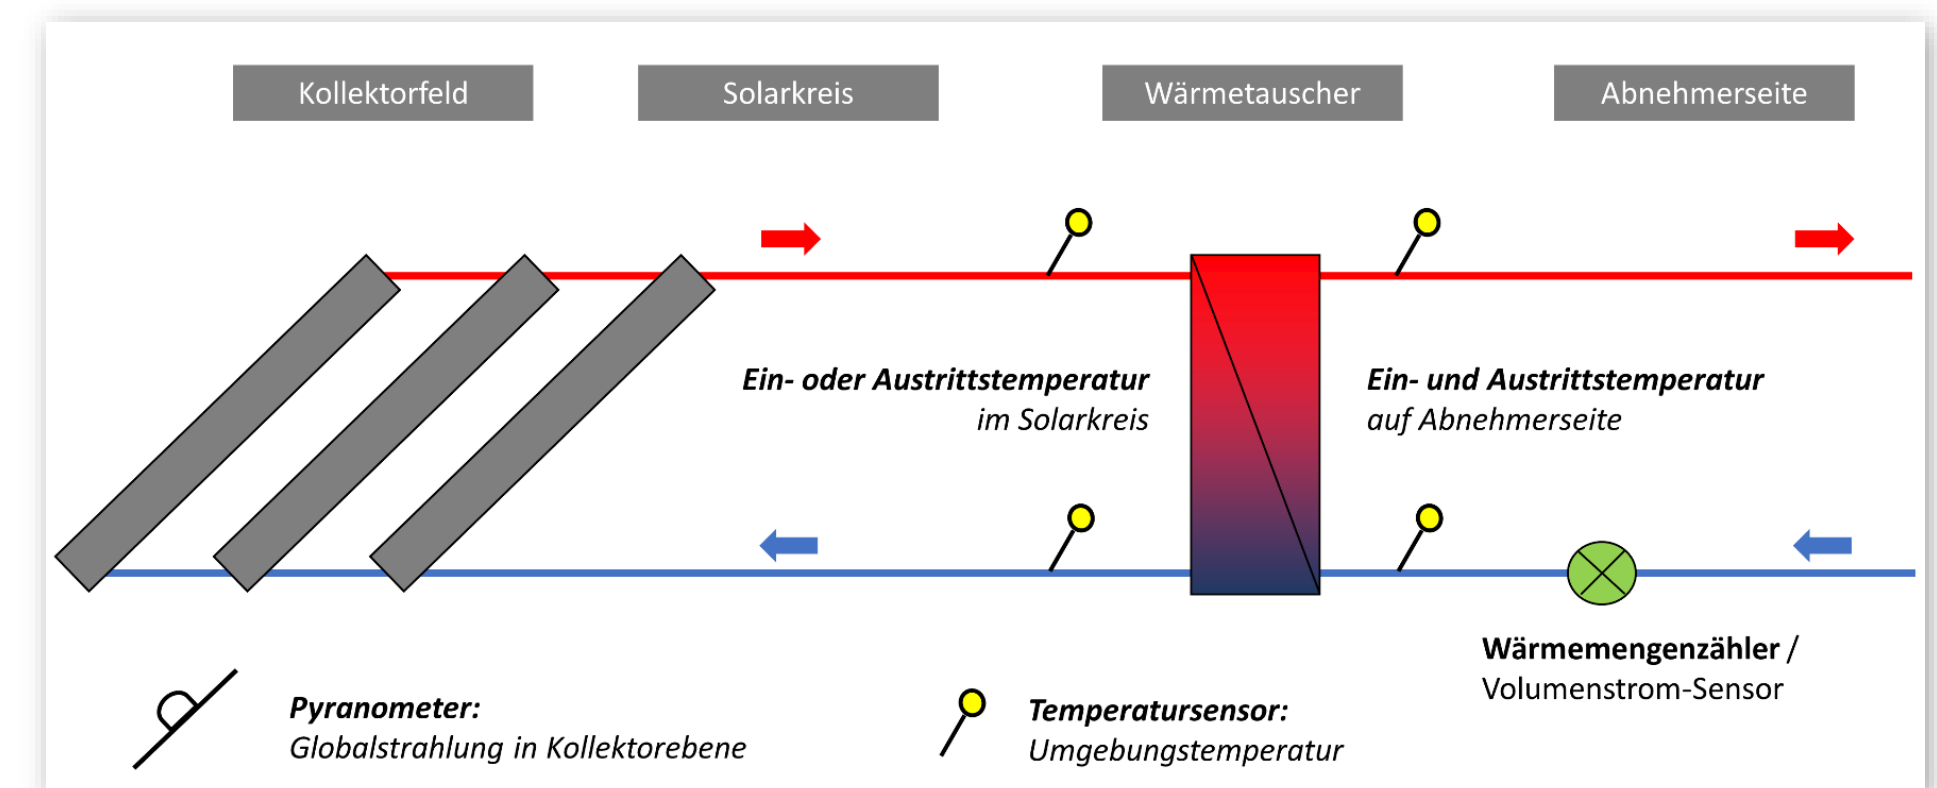 Kollektorfeld
Solarkreis
Wärmetauscher
Abnehmerseite
Ein- oder Austrittstemperatur
im Solarkreis
Ein- und Austrittstemperatur
auf Abnehmerseite
Wärmemengenzähler /
Volumenstrom-Sensor
Pyranometer:
Globalstrahlung in Kollektorebene
Temperatursensor:
Umgebungstemperatur